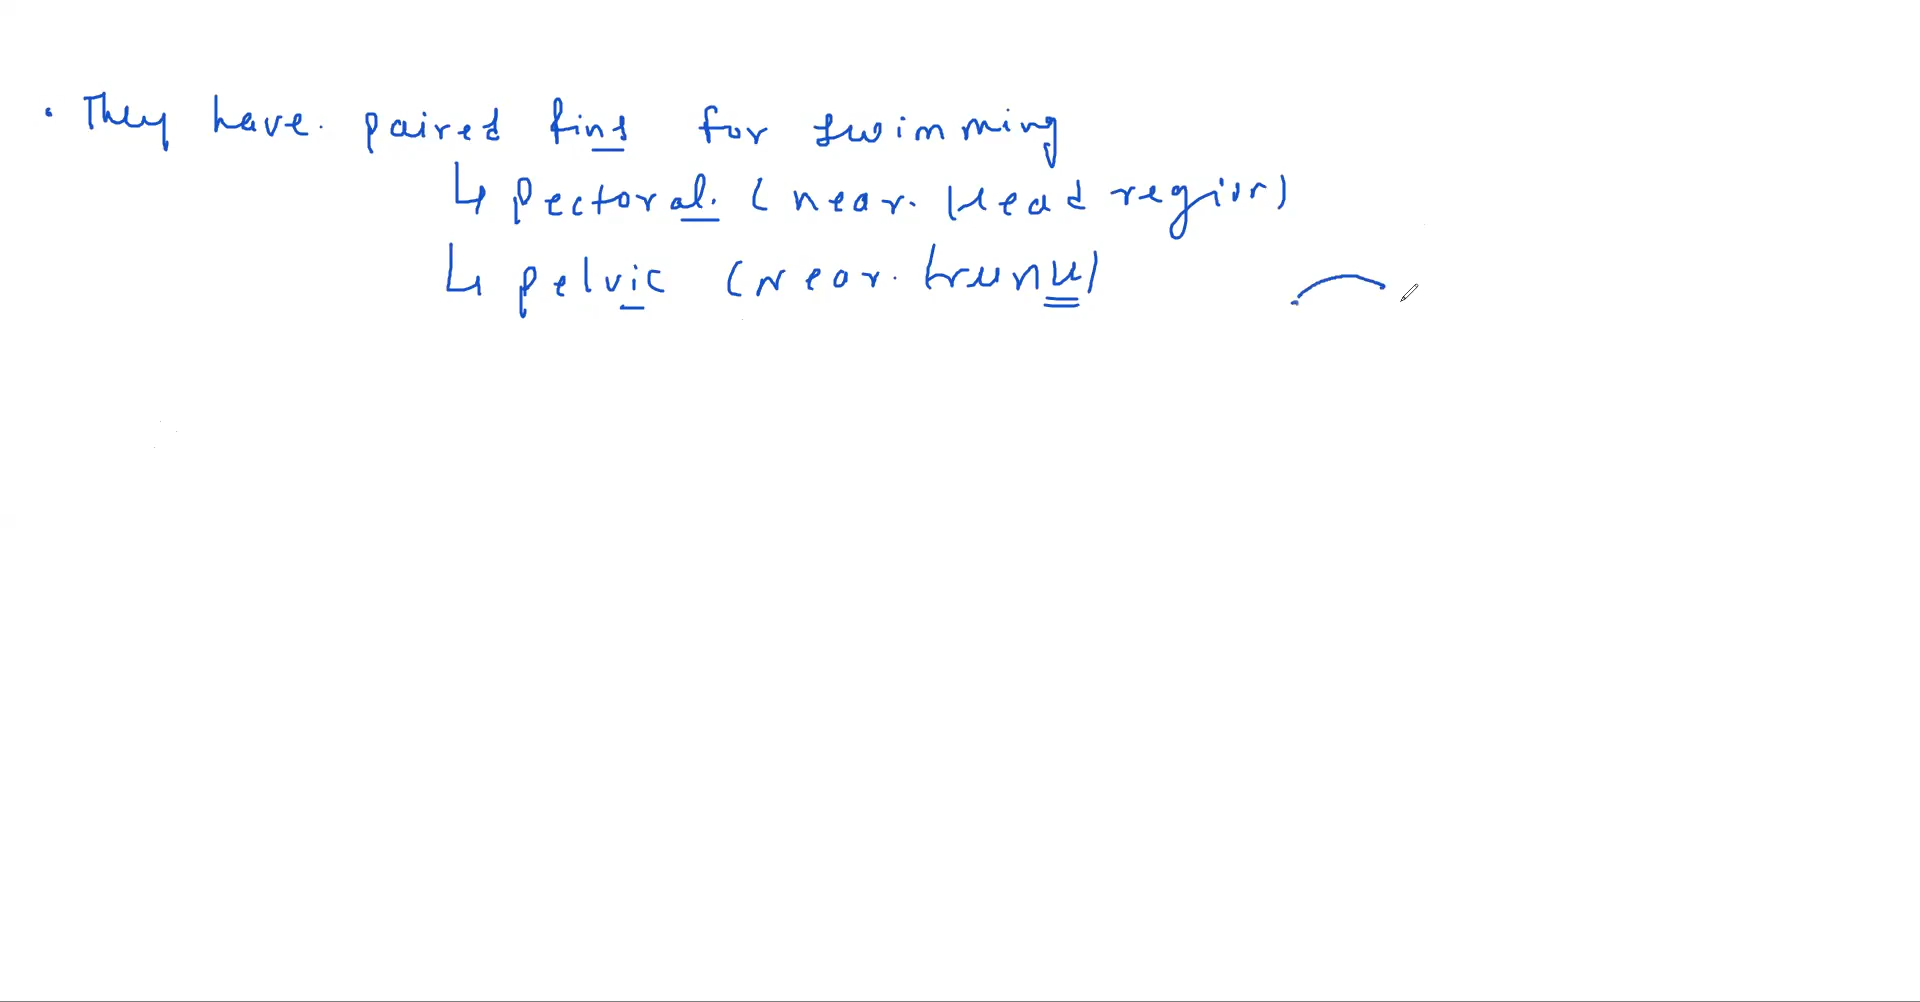 • They have paired fins for swimming
↳ Pectoral (near Head region)
↳ pelvic (near trunk)